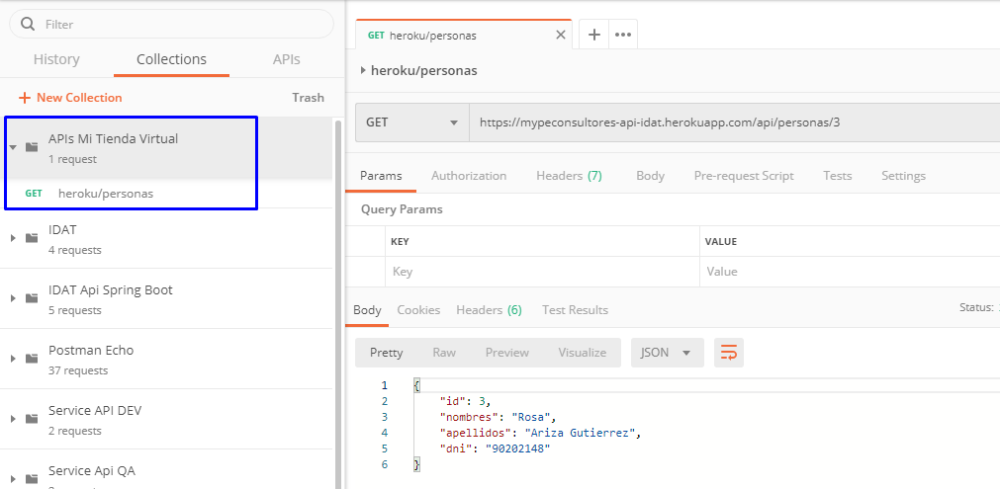 Filter
History Collections APIs
+ New Collection Trash
APIs Mi Tienda Virtual
1 request
GET heroku/personas
IDAT
4 requests
IDAT Api Spring Boot
5 requests
Postman Echo
37 requests
Service API DEV
2 requests
Service Api QA
GET heroku/personas
heroku/personas
GET https://mypeconsultores-api-idat.herokuapp.com/api/personas/3
Params Authorization Headers (7) Body Pre-request Script Tests Settings
Query Params
KEY VALUE
Key Value
Body Cookies Headers (6) Test Results Status:
Pretty Raw Preview Visualize JSON
1 {
2 "id": 3,
3 "nombres": "Rosa",
4 "apellidos": "Ariza Gutierrez",
5 "dni": "90202148"
6 }